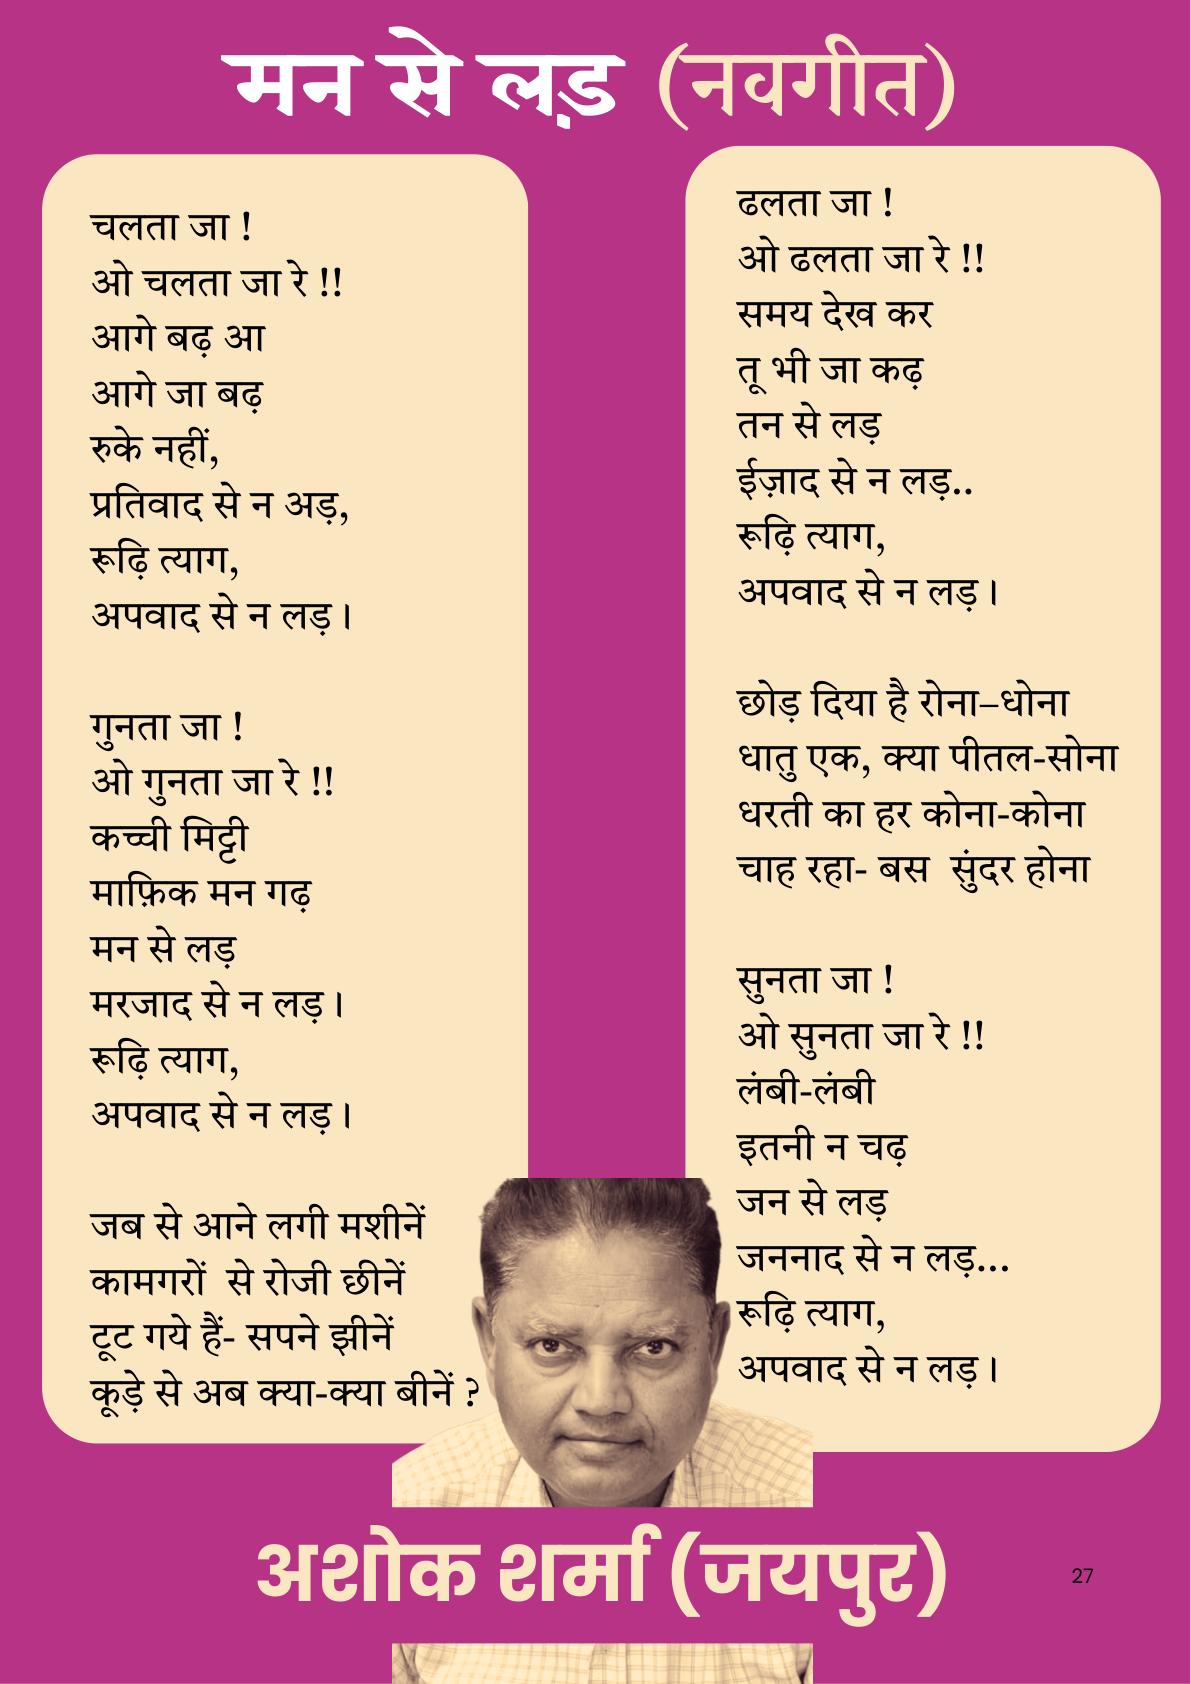 मन से लड़ (नवगीत)
चलता जा !
ओ चलता जा रे !!
आगे बढ़ आ
आगे जा बढ़
रुके नहीं,
प्रतिवाद से न अड़,
रूढ़ि त्याग,
अपवाद से न लड़ ।
गुनता जा !
ओ गुनता जा रे !!
कच्ची मिट्टी
माफ़िक मन गढ़
मन से लड़
मरजाद से न लड़ ।
रूढ़ि त्याग,
अपवाद से न लड़ ।
जब से आने लगी मशीनें
कामगरों से रोजी छीनें
टूट गये हैं- सपने झीनें
कूड़े से अब क्या-क्या बीनें ?
ढलता जा !
ओ ढलता जा रे !!
समय देख कर
तू भी जा कढ़
तन से लड़
ईज़ाद से न लड़..
रूढ़ि त्याग,
अपवाद से न लड़ ।
छोड़ दिया है रोना–धोना
धातु एक, क्या पीतल-सोना
धरती का हर कोना-कोना
चाह रहा- बस सुंदर होना
सुनता जा !
ओ सुनता जा रे !!
लंबी-लंबी
इतनी न चढ़
जन से लड़
जननाद से न लड़...
रूढ़ि त्याग,
अपवाद से न लड़ ।
अशोक शर्मा (जयपुर)
27